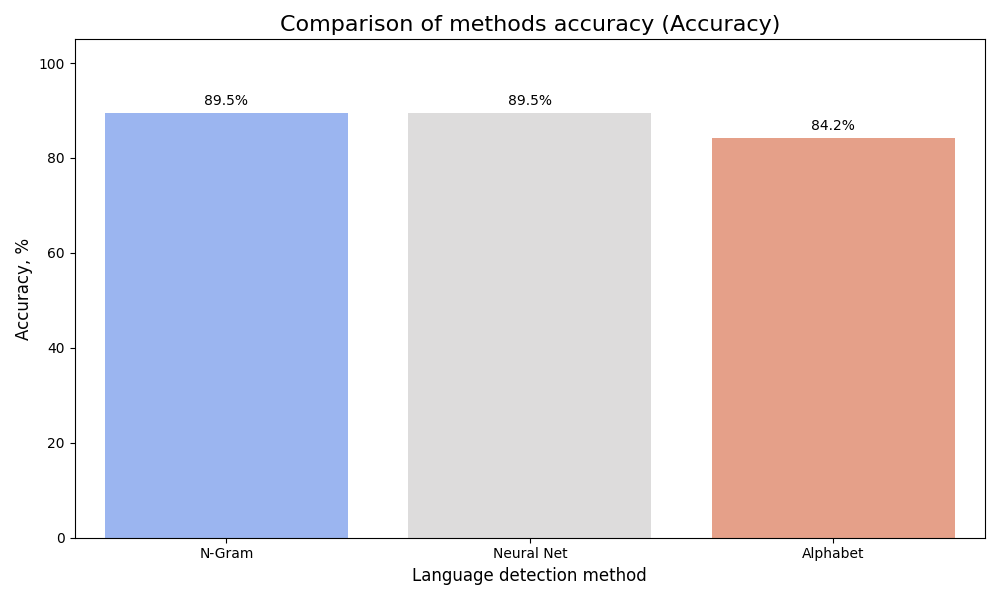 Comparison of methods accuracy (Accuracy)
100
80
60
40
20
0
Accuracy, %
89.5%
89.5%
84.2%
N-Gram
Neural Net
Alphabet
Language detection method